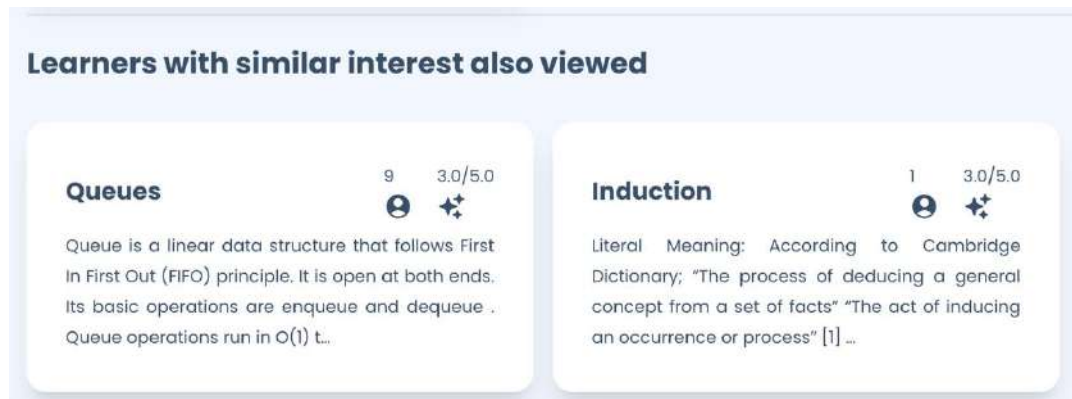 Learners with similar interest also viewed
Queues
9 3.0/5.0
Queue is a linear data structure that follows First
In First Out (FIFO) principle. It is open at both ends.
Its basic operations are enqueue and dequeue .
Queue operations run in O(1) t...
Induction
1 3.0/5.0
Literal Meaning: According to Cambridge
Dictionary; “The process of deducing a general
concept from a set of facts” “The act of inducing
an occurrence or process” [1] ...